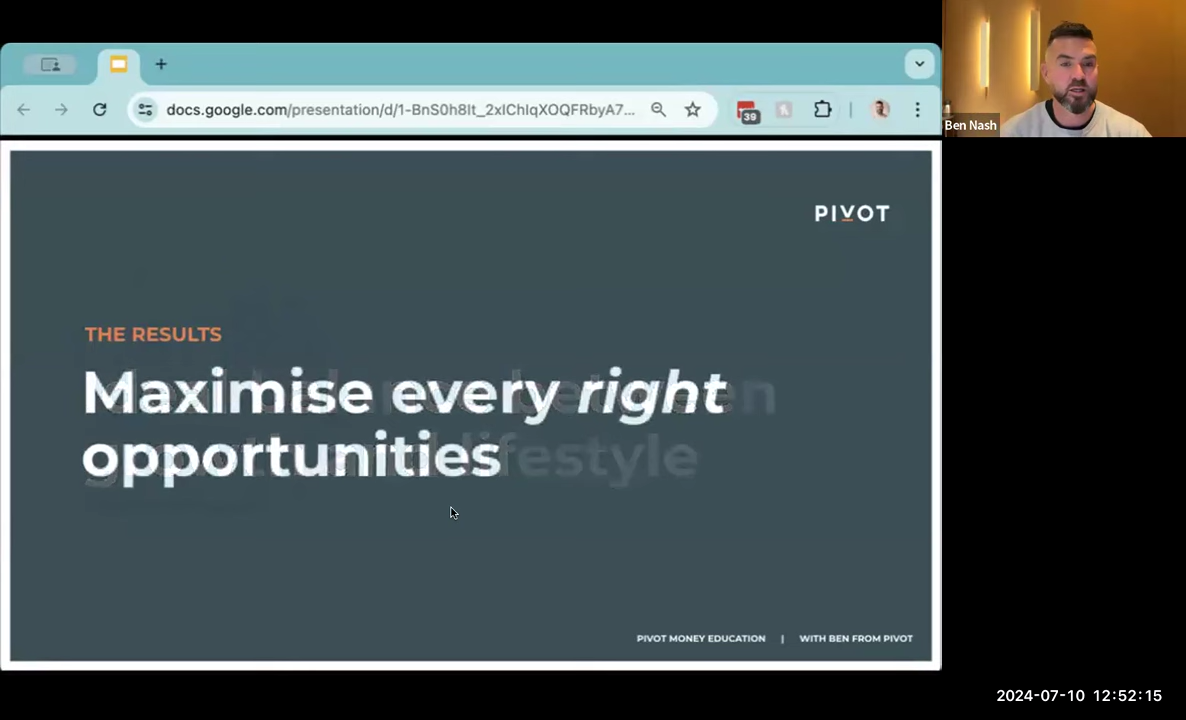 docs.google.com/presentation/d/1-BnS0h8lt_2xlChlqXOQFRbyA7...
39
Ben Nash
PIVOT
THE RESULTS
Maximise every right
opportunities
PIVOT MONEY EDUCATION | WITH BEN FROM PIVOT
2024-07-10 12:52:15